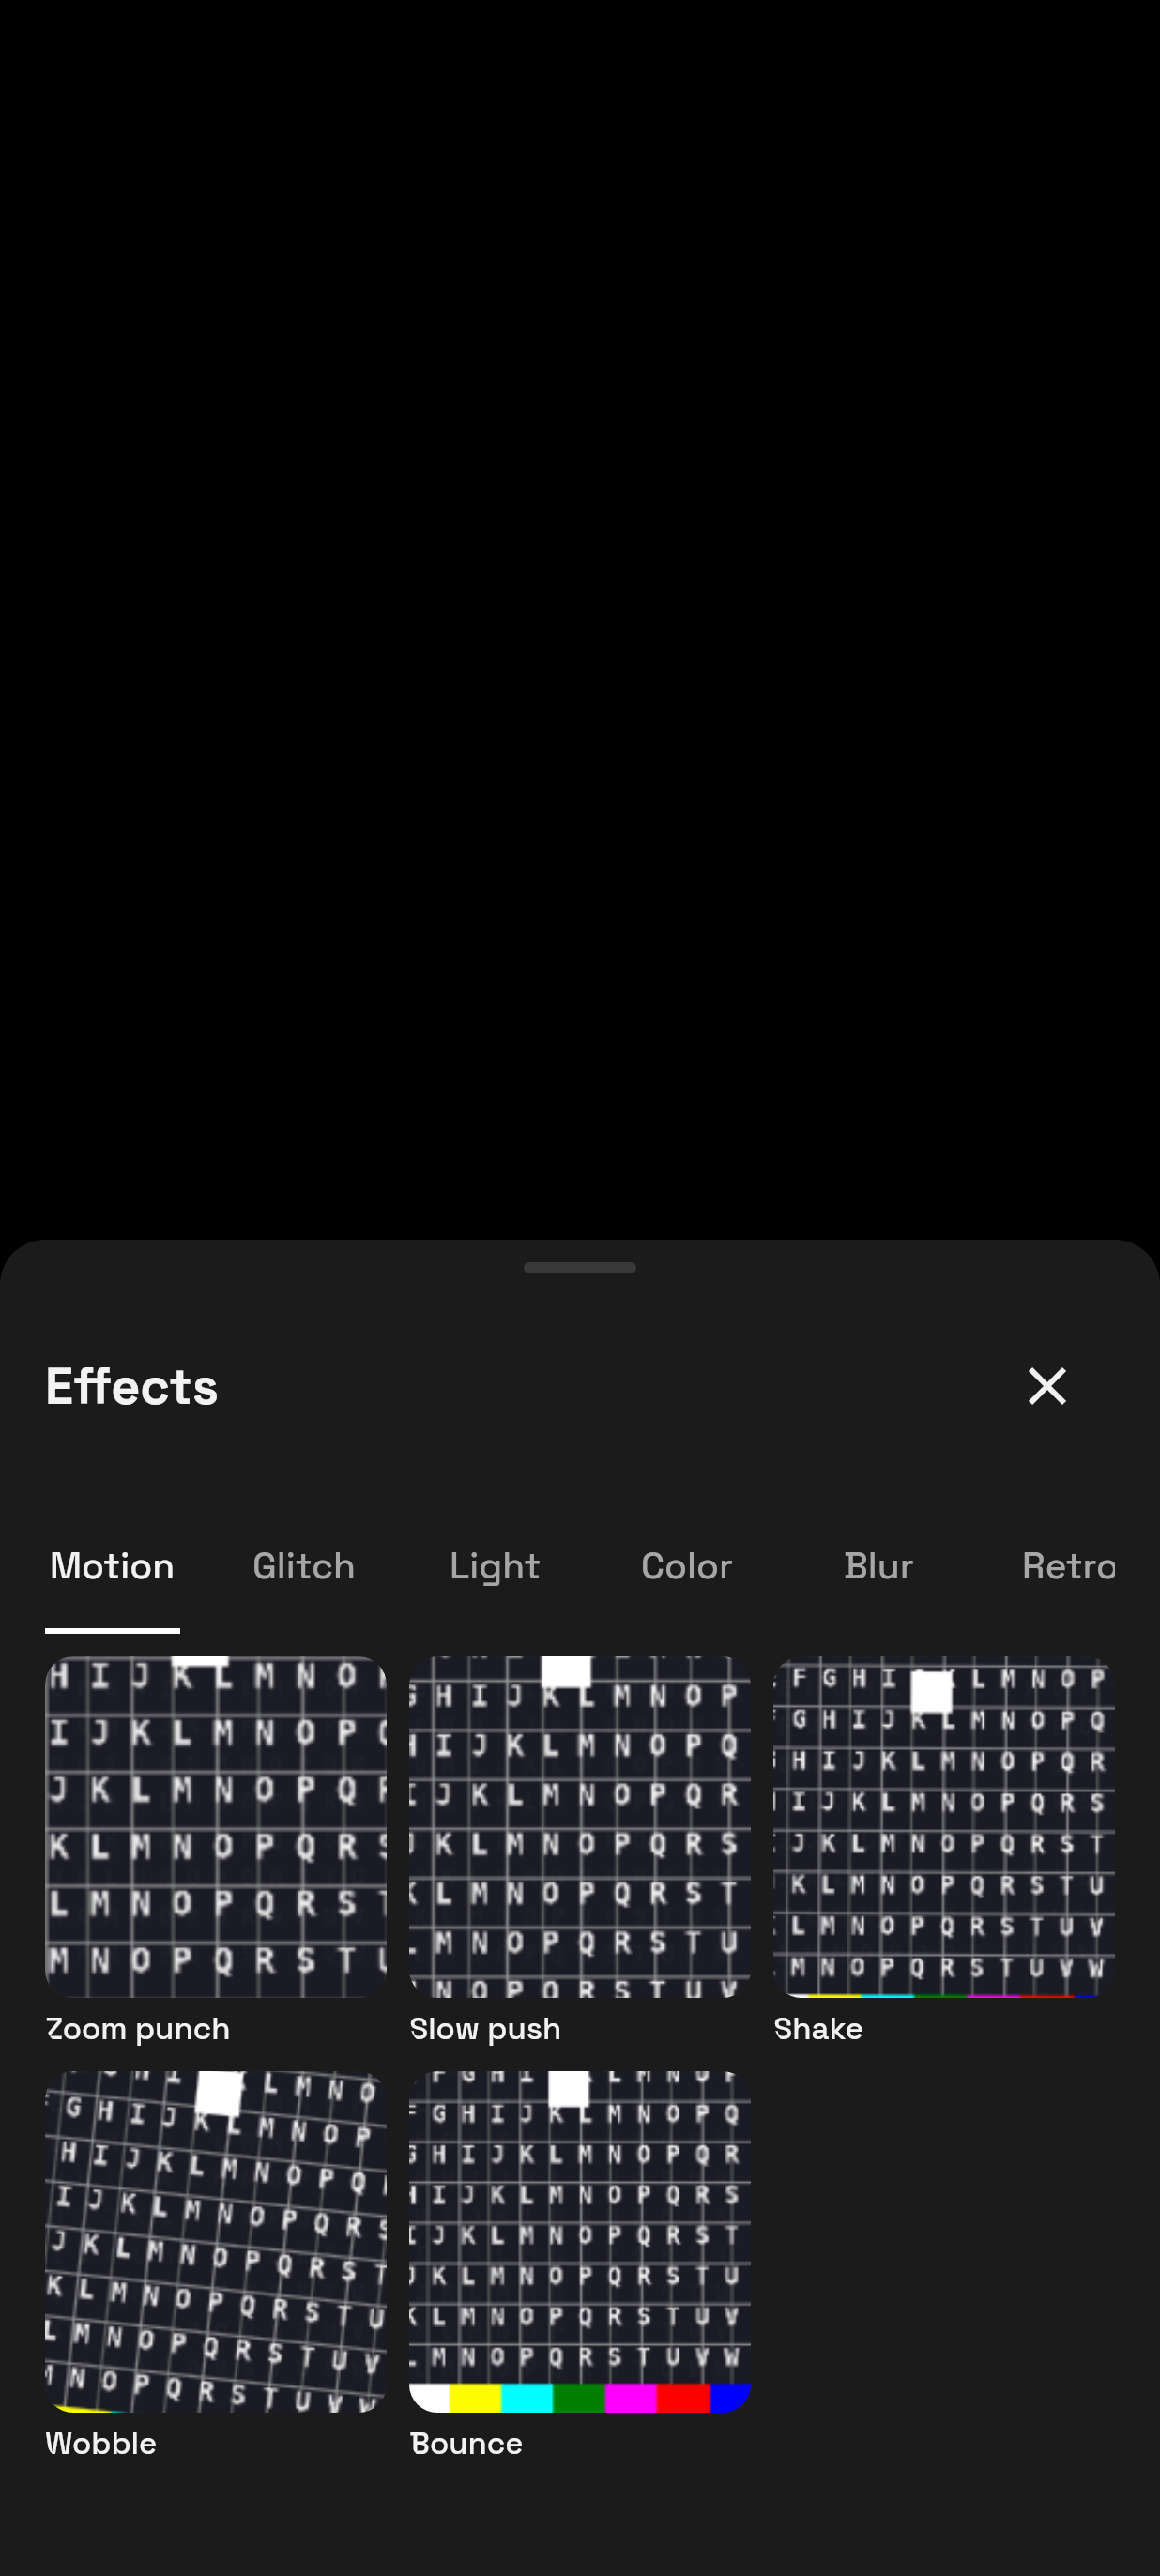 Effects
Motion Glitch Light Color Blur Retro
H I J K L M N O
I J K L M N O P
J K L M N O P Q
K L M N O P Q R
L M N O P Q R S
M N O P Q R S T
G H I J K L M N O P
H I J K L M N O P Q
I J K L M N O P Q R
J K L M N O P Q R S
K L M N O P Q R S T
L M N O P Q R S T U
N O P Q R S T U V
F G H I K L M N O P
G H I J K L M N O P Q
H I J K L M N O P Q R
I J K L M N O P Q R S
J K L M N O P Q R S T
K L M N O P Q R S T U
L M N O P Q R S T U V
M N O P Q R S T U V W
Zoom punch Slow push Shake
H I L M N O
G H I J K L M N O P
H I J K L M N O P Q
I J K L M N O P Q R
J K L M N O P Q R S T
K L M N O P Q R S T U
L M N O P Q R S T U V
N O P Q R S T U V W
F G H I L M N O P
G H I J K L M N O P Q
G H I J K L M N O P Q R
H I J K L M N O P Q R S
I J K L M N O P Q R S T
J K L M N O P Q R S T U
K L M N O P Q R S T U V
L M N O P Q R S T U V W
Wobble Bounce